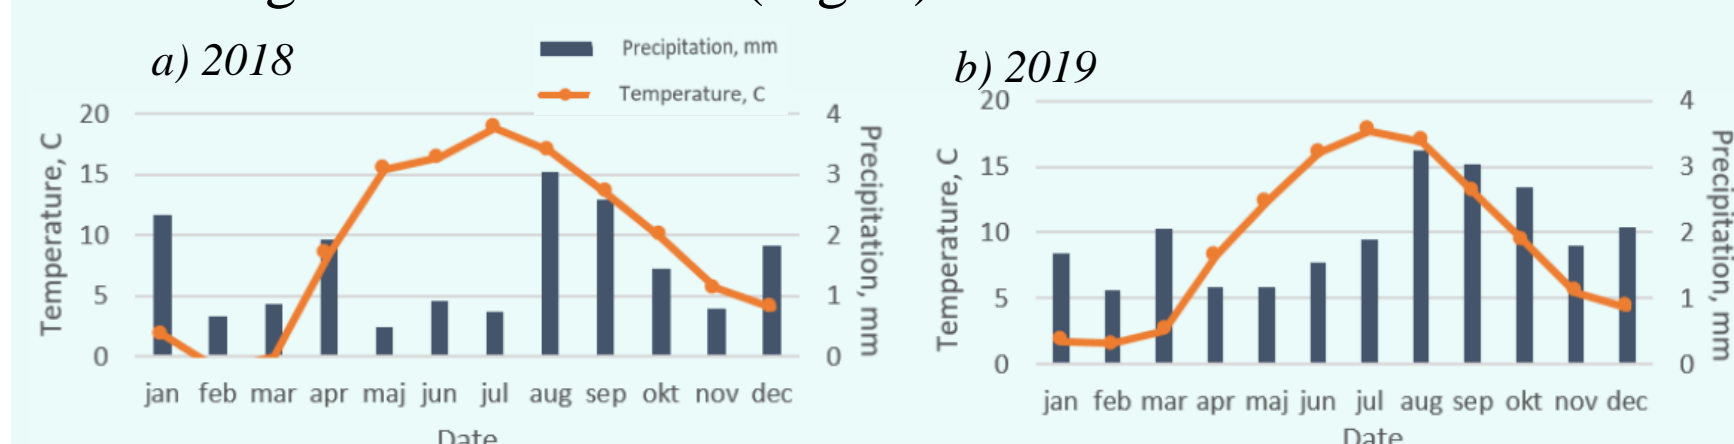 a) 2018
Precipitation, mm
Temperature, C
20
15
10
5
0
Temperature, C
4
3
2
1
0
Precipitation, mm
jan feb mar apr maj jun jul aug sep okt nov dec
Date
b) 2019
20
15
10
5
0
Temperature, C
4
3
2
1
0
Precipitation, mm
jan feb mar apr maj jun jul aug sep okt nov dec
Date